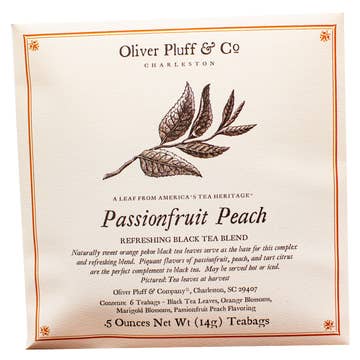 Oliver Pluff & Co
CHARLESTON
A LEAF FROM AMERICA'S TEA HERITAGE™
Passionfruit Peach
REFRESHING BLACK TEA BLEND
Naturally sweet orange pekoe black tea leaves serve as the base for this complex
and refreshing blend. Piquant flavors of passionfruit, peach, and tart citrus
are the perfect complement to black tea. May be served hot or iced.
Pictured: Tea leaves at harvest
Oliver Pluff & Company®, Charleston, SC 29407
Contents: 6 Teabags - Black Tea Leaves, Orange Blossoms,
Marigold Blossoms, Passionfruit Peach Flavoring
.5 Ounces Net Wt (14g) Teabags